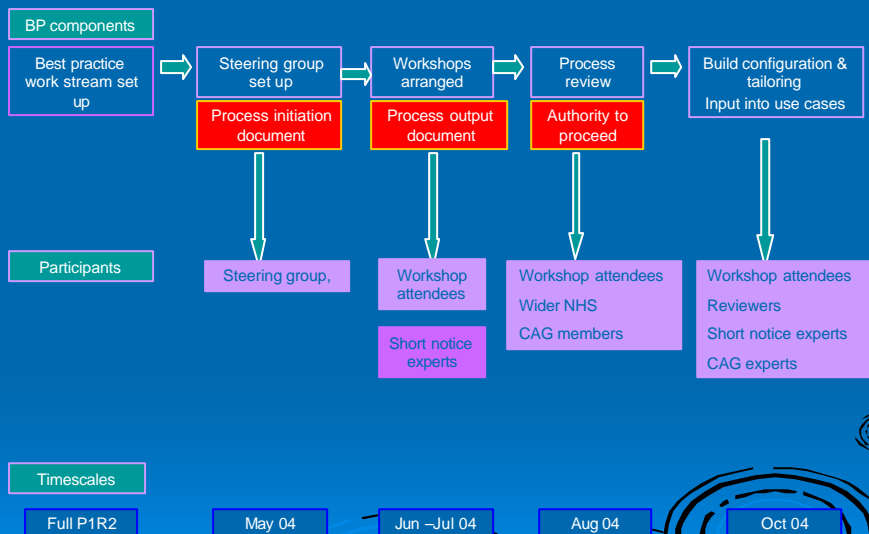 BP components
Best practice
work stream set
up
Steering group
set up
Workshops
arranged
Process
review
Build configuration &
tailoring
Input into use cases
Process initiation
document
Process output
document
Authority to
proceed
Participants
Steering group,
Workshop
attendees
Short notice
experts
Workshop attendees
Wider NHS
CAG members
Workshop attendees
Reviewers
Short notice experts
CAG experts
Timescales
Full P1R2
May 04
Jun –Jul 04
Aug 04
Oct 04